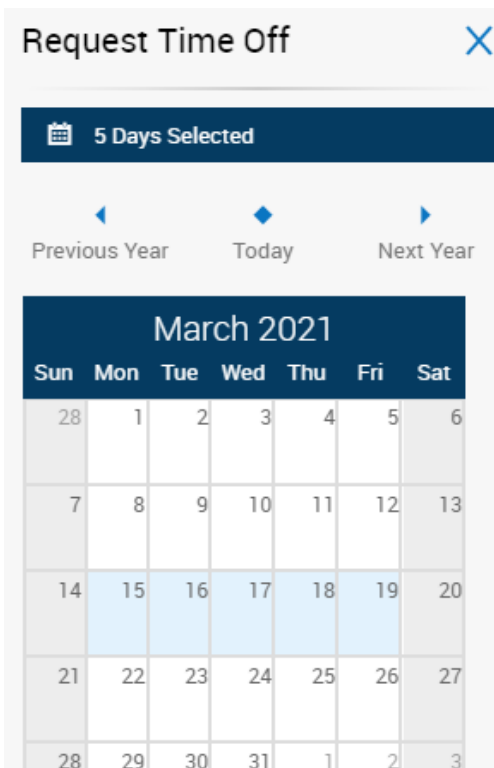 Request Time Off
5 Days Selected
Previous Year Today Next Year
March 2021
Sun Mon Tue Wed Thu Fri Sat
28 1 2 3 4 5 6
7 8 9 10 11 12 13
14 15 16 17 18 19 20
21 22 23 24 25 26 27
28 29 30 31 1 2 3